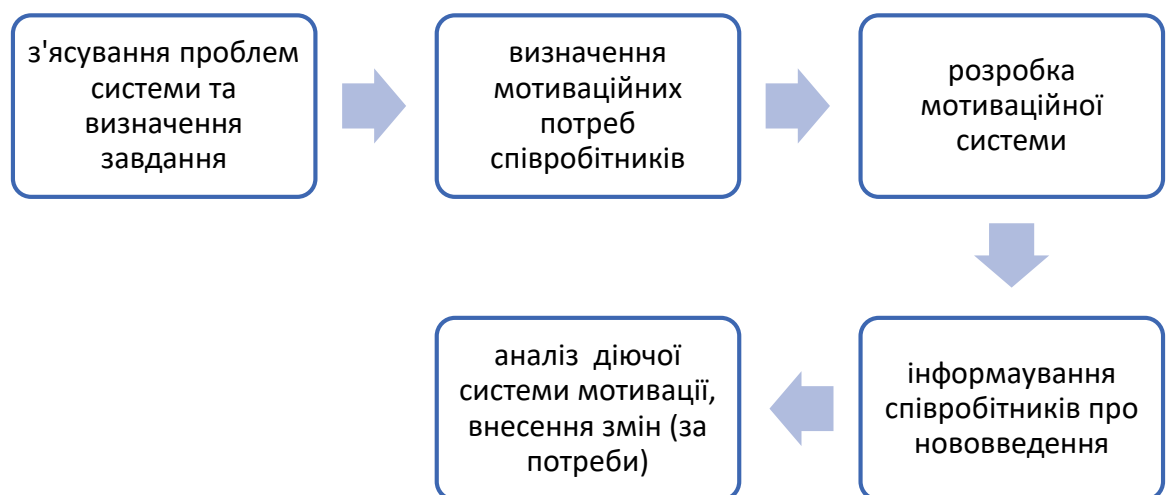 з'ясування проблем
системи та
визначення
завдання
визначення
мотиваційних
потреб
співробітників
розробка
мотиваційної
системи
інформаування
співробітників про
нововведення
аналіз діючої
системи мотивації,
внесення змін (за
потреби)